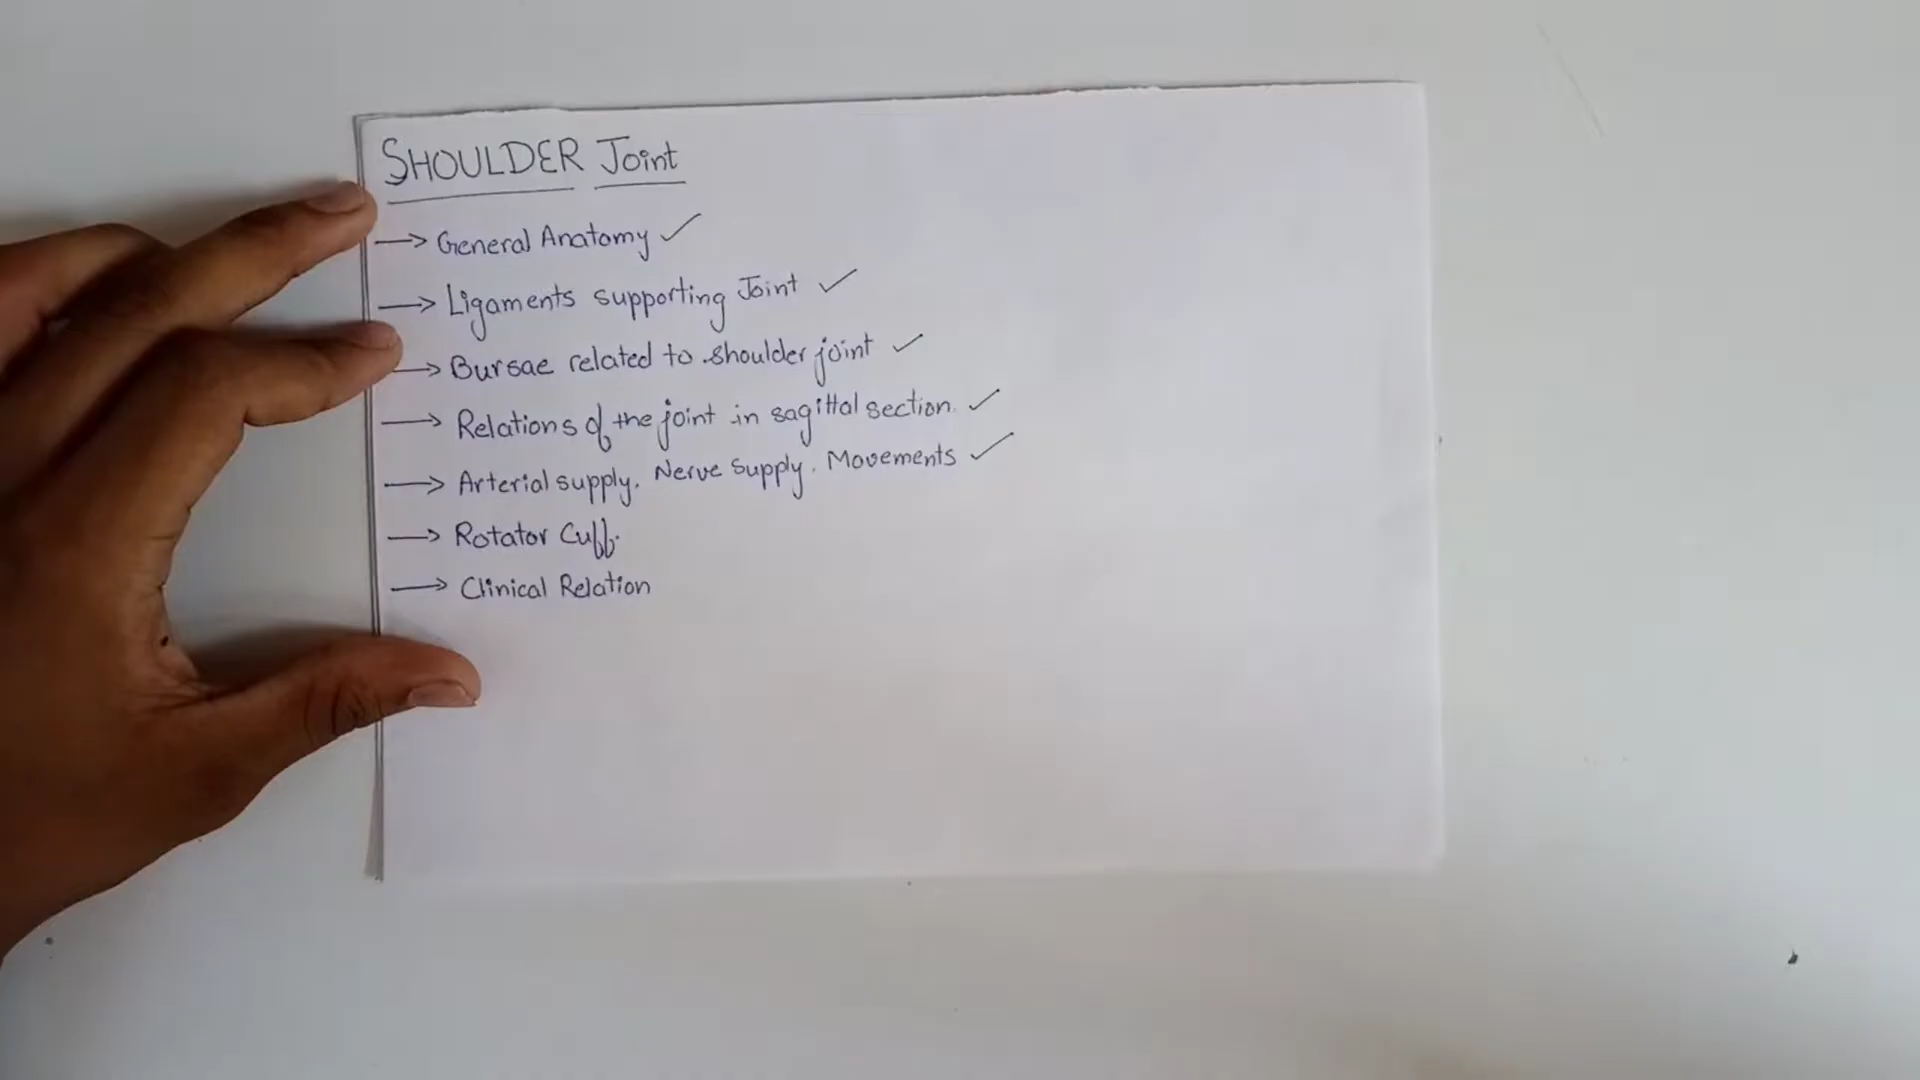 SHOULDER Joint
→ General Anatomy ✓
→ Ligaments supporting Joint ✓
→ Bursae related to shoulder joint ✓
→ Relations of the joint in sagittal section. ✓
→ Arterial supply. Nerve supply. Movements ✓
→ Rotator Cuff.
→ Clinical Relation